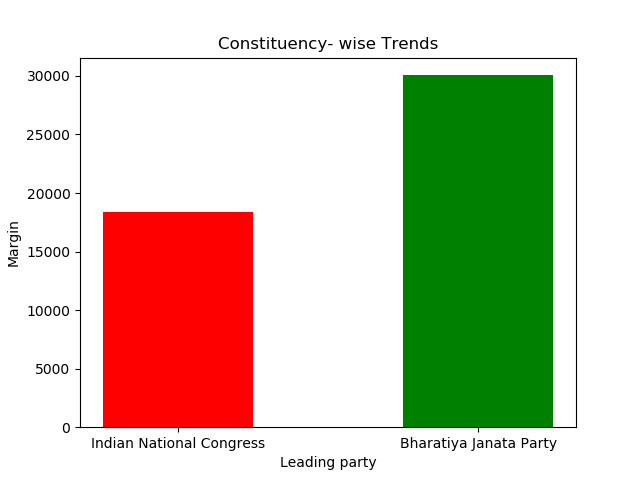 Constituency- wise Trends
30000
25000
20000
15000
10000
5000
0
Margin
Indian National Congress
Bharatiya Janata Party
Leading party